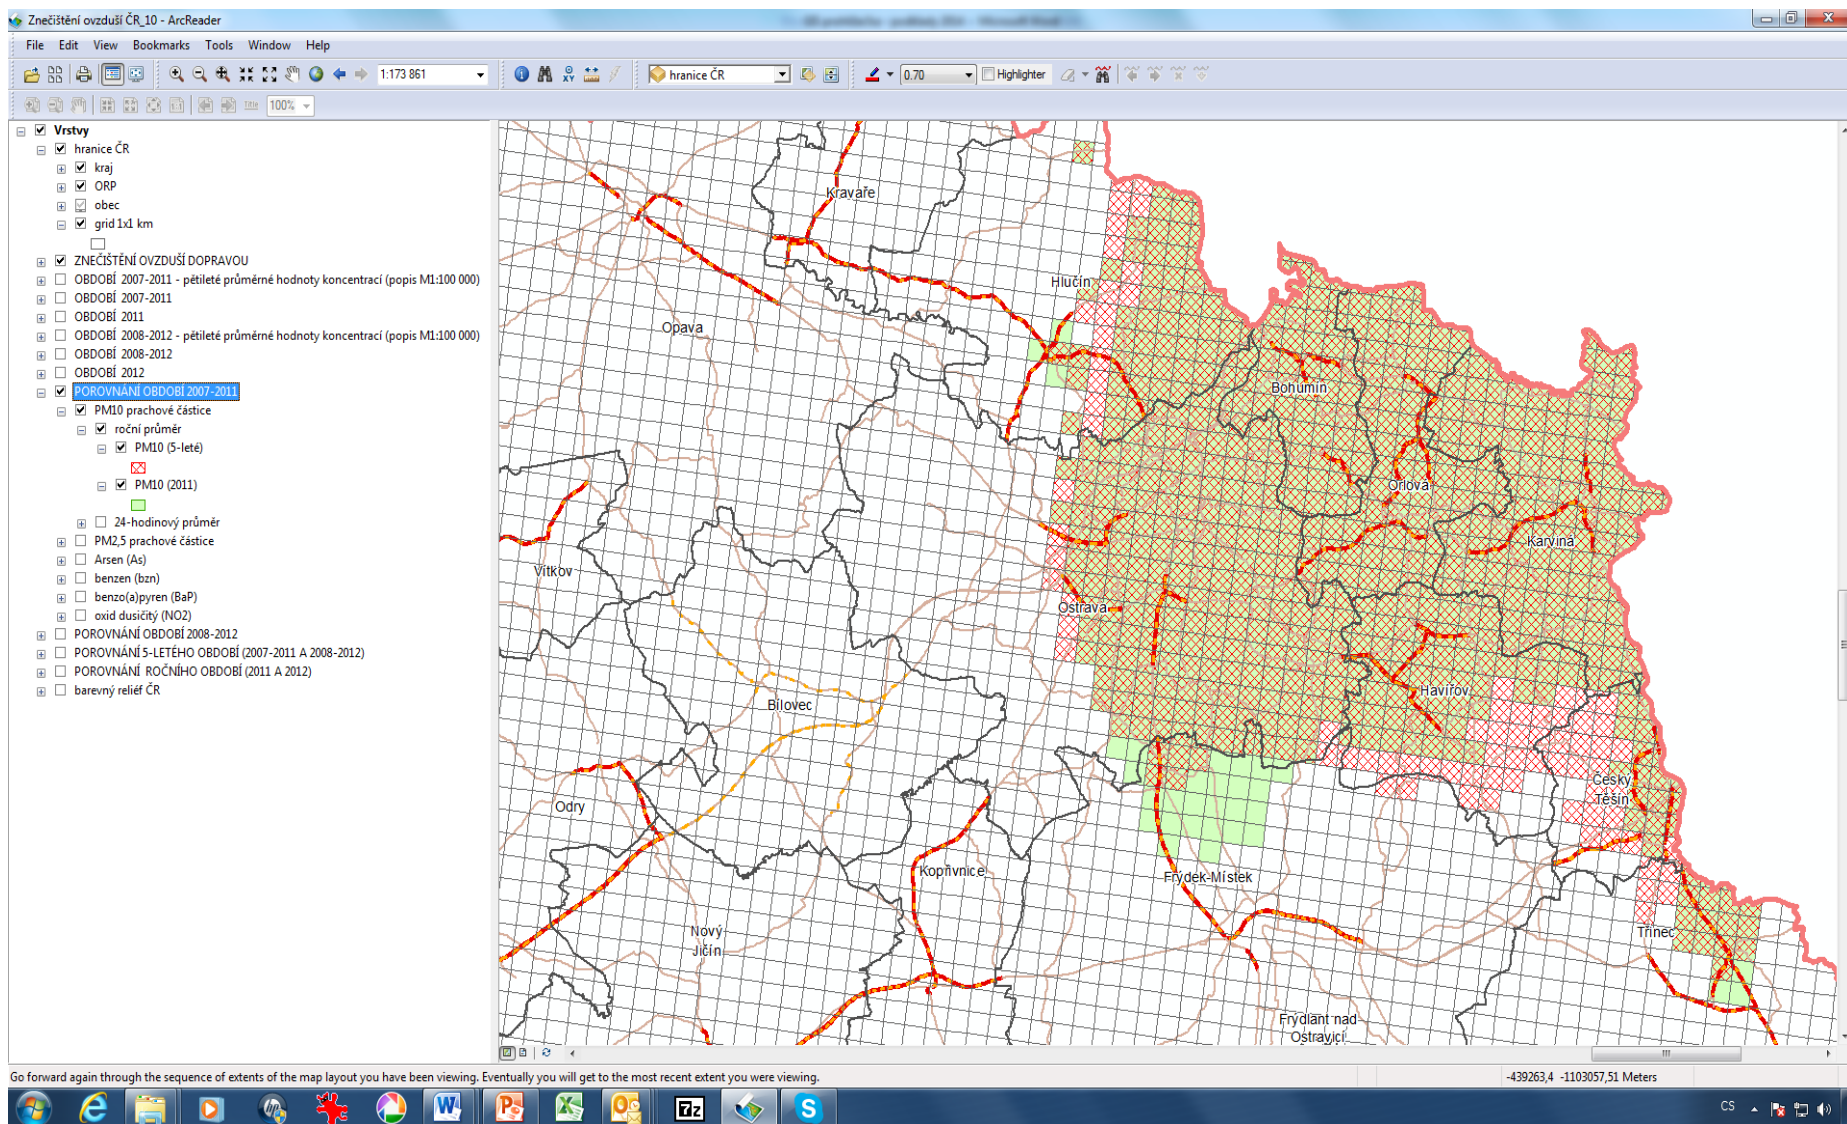 Znečištění ovzduší ČR_10 - ArcReader
File Edit View Bookmarks Tools Window Help
1:173 861
hranice ČR
0.70
Highlighter
Title
100%
Vrstvy
hranice ČR
kraj
ORP
obec
grid 1x1 km
ZNEČIŠTĚNÍ OVZDUŠÍ DOPRAVOU
OBDOBÍ 2007-2011 - pětileté průměrné hodnoty koncentrací (popis M1:100 000)
OBDOBÍ 2007-2011
OBDOBÍ 2011
OBDOBÍ 2008-2012 - pětileté průměrné hodnoty koncentrací (popis M1:100 000)
OBDOBÍ 2008-2012
OBDOBÍ 2012
POROVNÁNÍ OBDOBÍ 2007-2011
PM10 prachové částice
roční průměr
PM10 (5-leté)
PM10 (2011)
24-hodinový průměr
PM2,5 prachové částice
Arsen (As)
benzen (bzn)
benzo(a)pyren (BaP)
oxid dusičitý (NO2)
POROVNÁNÍ OBDOBÍ 2008-2012
POROVNÁNÍ 5-LETÉHO OBDOBÍ (2007-2011 A 2008-2012)
POROVNÁNÍ ROČNÍHO OBDOBÍ (2011 A 2012)
barevný reliéf ČR
Kravaře
Hlučín
Opava
Bohumín
Orlová
Karviná
Vítkov
Ostrava
Havířov
Bílovec
Český
Těšín
Odry
Kopřivnice
Frýdek-Místek
Nový
Jičín
Třinec
Frýdlant nad
Ostravicí
Go forward again through the sequence of extents of the map layout you have been viewing. Eventually you will get to the most recent extent you were viewing.
-439263,4 -1103057,51 Meters
CS